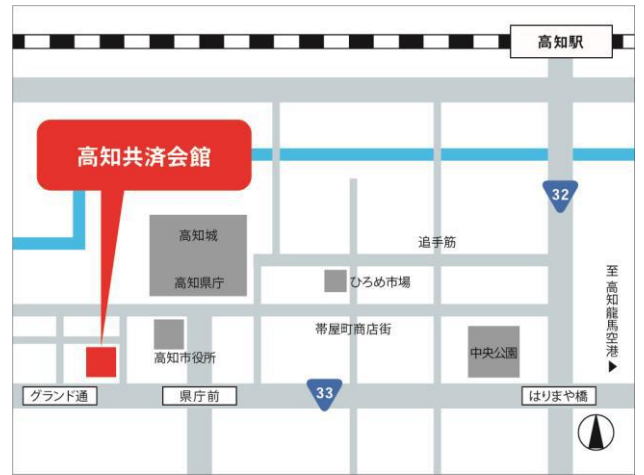 高知駅
高知共済会館
32
高知城
追手筋
高知県庁
ひろめ市場
至 高知龍馬空港
帯屋町商店街
高知市役所
中央公園
グランド通
県庁前
33
はりまや橋